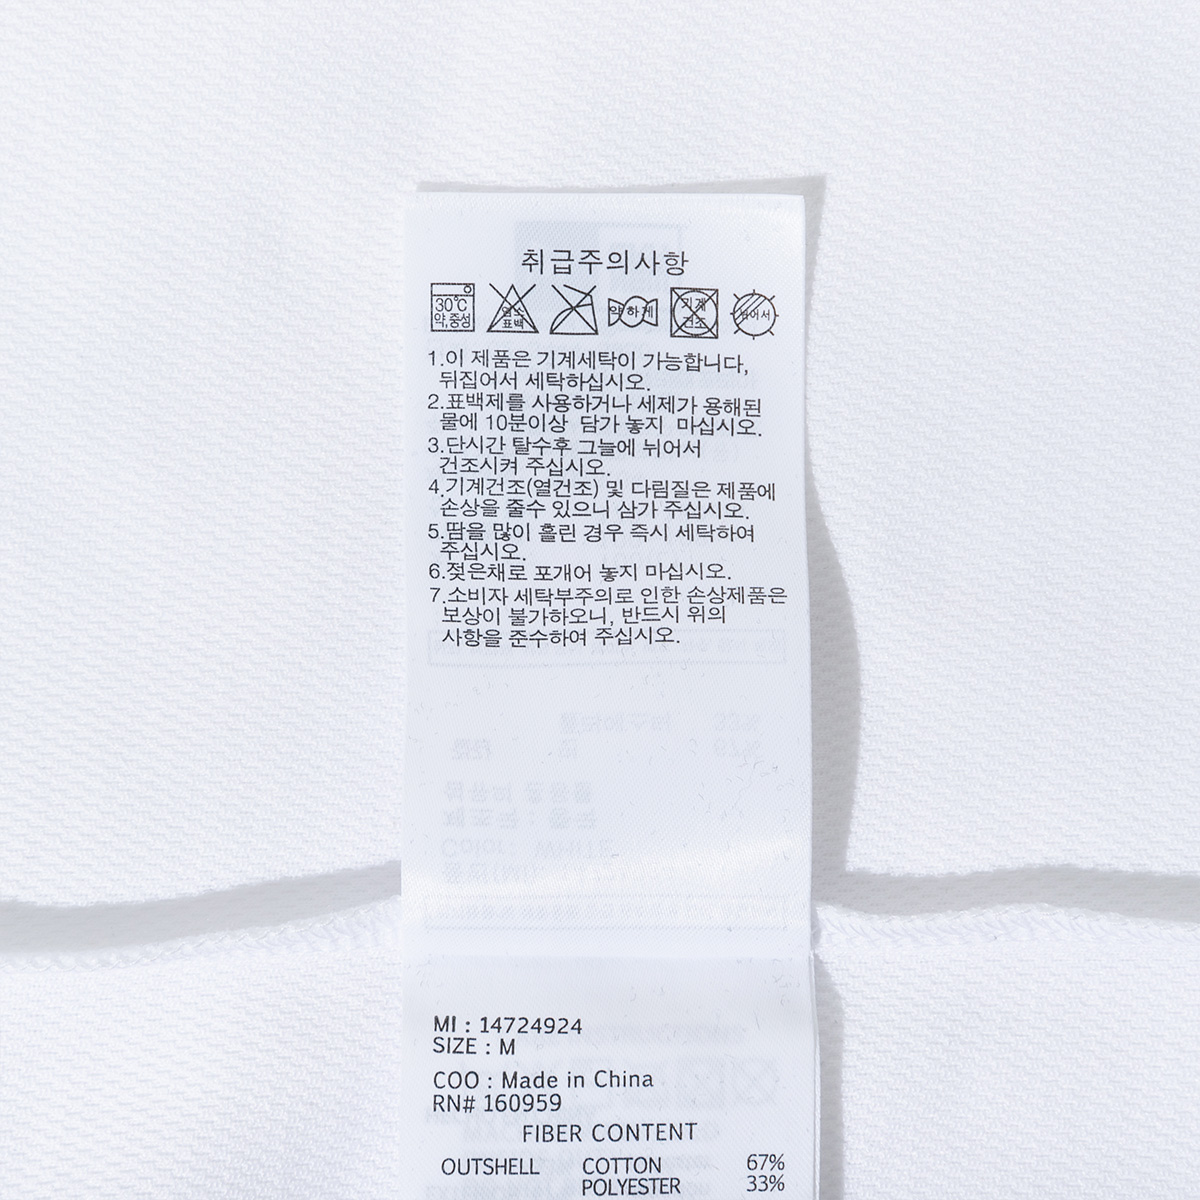 취급주의사항
30℃ 약,중성
염소 표백
약하게
기계 건조
뉘어서
1.이 제품은 기계세탁이 가능합니다,
뒤집어서 세탁하십시오.
2.표백제를 사용하거나 세제가 용해된
물에 10분이상 담가 놓지 마십시오.
3.단시간 탈수후 그늘에 뉘어서
건조시켜 주십시오.
4.기계건조(열건조) 및 다림질은 제품에
손상을 줄수 있으니 삼가 주십시오.
5.땀을 많이 흘린 경우 즉시 세탁하여
주십시오.
6.젖은채로 포개어 놓지 마십시오.
7.소비자 세탁부주의로 인한 손상제품은
보상이 불가하오니, 반드시 위의
사항을 준수하여 주십시오.
MI : 14724924
SIZE : M
COO : Made in China
RN# 160959
FIBER CONTENT
OUTSHELL COTTON 67%
POLYESTER 33%